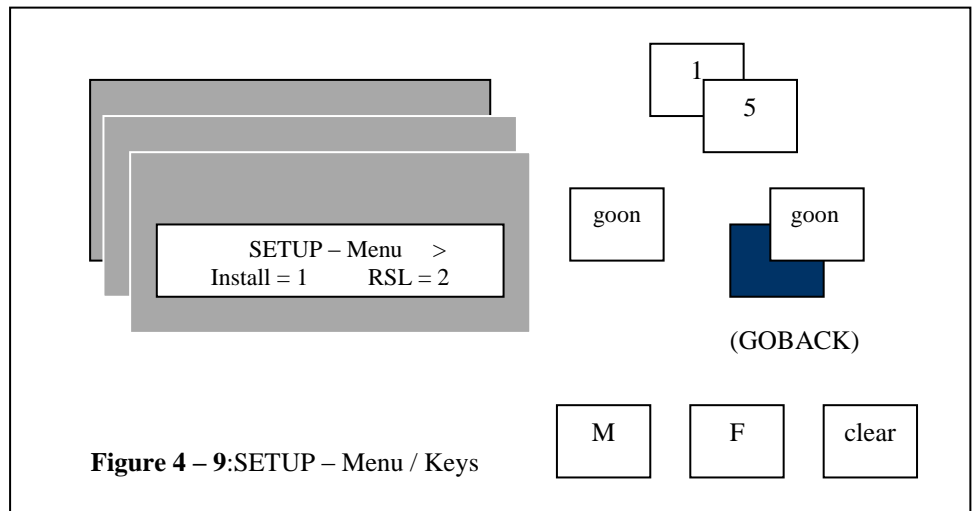 1
5
goon
goon
SETUP – Menu >
Install = 1 RSL = 2
(GOBACK)
M
F
clear
Figure 4 – 9:SETUP – Menu / Keys